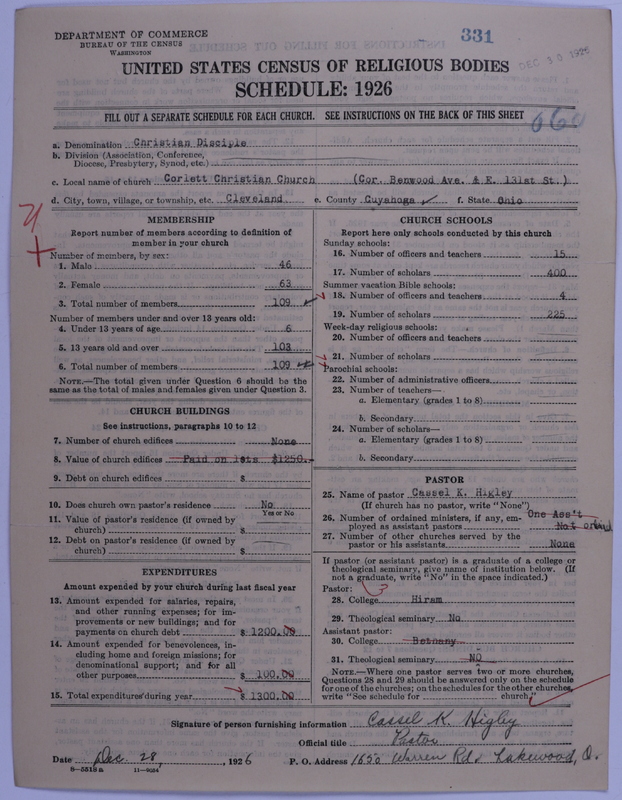 DEPARTMENT OF COMMERCE
BUREAU OF THE CENSUS
WASHINGTON
331
DEC 30 1926
UNITED STATES CENSUS OF RELIGIOUS BODIES
SCHEDULE: 1926
FILL OUT A SEPARATE SCHEDULE FOR EACH CHURCH. SEE INSTRUCTIONS ON THE BACK OF THIS SHEET
a. Denomination Christian Disciple
b. Division (Association, Conference,
Diocese, Presbytery, Synod, etc.)
c. Local name of church Corlett Christian Church (Cor. Benwood Ave. & E. 131st St.)
d. City, town, village, or township, etc. Cleveland e. County Cuyahoga f. State Ohio
MEMBERSHIP
Report number of members according to definition of
member in your church
Number of members, by sex:
1. Male 46
2. Female 63
3. Total number of members 109
Number of members under and over 13 years old:
4. Under 13 years of age 6
5. 13 years old and over 103
6. Total number of members 109
NOTE.—The total given under Question 6 should be the
same as the total of males and females given under Question 3.
CHURCH BUILDINGS
See instructions, paragraphs 10 to 12
7. Number of church edifices None
8. Value of church edifices Paid on lots $1250.-
9. Debt on church edifices $
10. Does church own pastor's residence No
Yes or No
11. Value of pastor's residence (if owned by
church) $
12. Debt on pastor's residence (if owned by
church) $
EXPENDITURES
Amount expended by your church during last fiscal year
13. Amount expended for salaries, repairs,
and other running expenses; for im-
provements or new buildings; and for
payments on church debt $ 1200.00
14. Amount expended for benevolences, in-
cluding home and foreign missions; for
denominational support; and for all
other purposes $ 100.00
15. Total expenditures during year $ 1300.00
CHURCH SCHOOLS
Report here only schools conducted by this church
Sunday schools:
16. Number of officers and teachers 15
17. Number of scholars 400
Summer vacation Bible schools:
18. Number of officers and teachers 4
19. Number of scholars 225
Week-day religious schools:
20. Number of officers and teachers
21. Number of scholars
Parochial schools:
22. Number of administrative officers
23. Number of teachers—
a. Elementary (grades 1 to 8)
b. Secondary
24. Number of scholars—
a. Elementary (grades 1 to 8)
b. Secondary
PASTOR
25. Name of pastor Cassel K. Higley
(If church has no pastor, write "None")
26. Number of ordained ministers, if any, em- One Ass't
ployed as assistant pastors Not
27. Number of other churches served by the
pastor or his assistants None
If pastor (or assistant pastor) is a graduate of a college or
theological seminary, give name of institution below. (If
not a graduate, write "No" in the space indicated.)
Pastor:
28. College Hiram
29. Theological seminary No
Assistant pastor:
30. College Bethany
31. Theological seminary NO
NOTE.—Where one pastor serves two or more churches,
Questions 28 and 29 should be answered only on the schedule
for one of the churches; on the schedules for the other churches,
write "See schedule for church."
Signature of person furnishing information Cassel K. Higley
Official title Pastor
Date Dec 28, 1926 P. O. Address 1650 Warren Rd. Lakewood, O.
8—5518a 11—9034